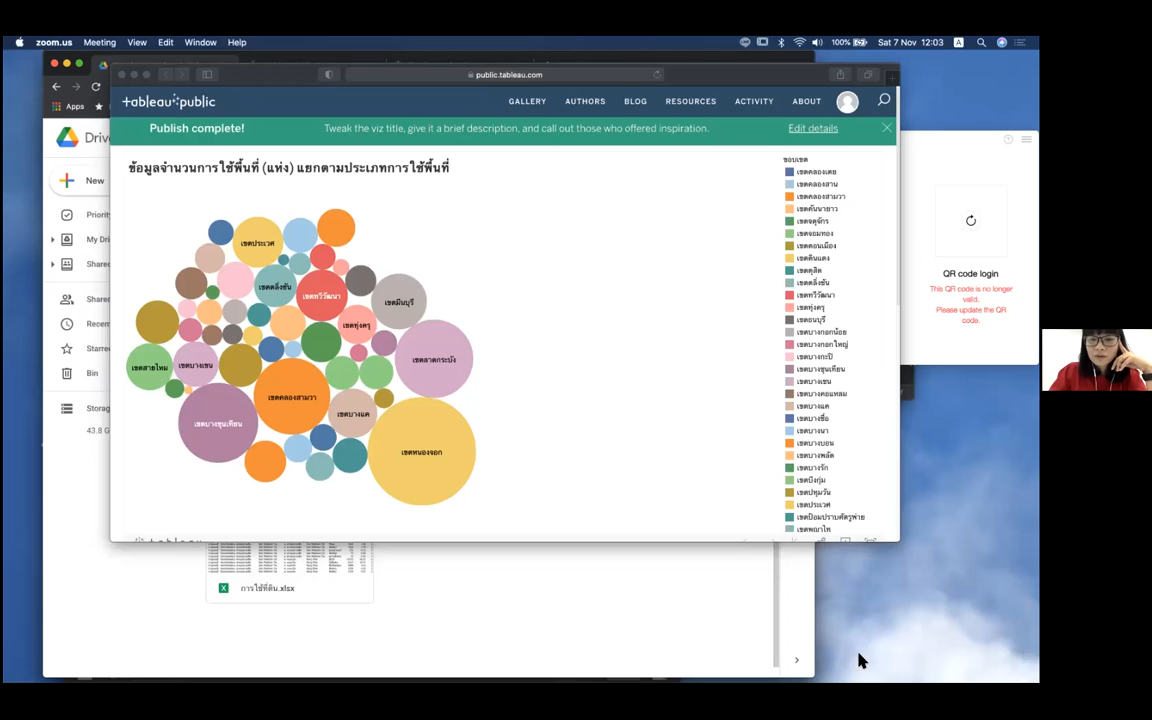 zoom.us Meeting View Edit Window Help
100% Sat 7 Nov 12:03 A
public.tableau.com
Apps
Drive
New
Priority
My Dri
Share
Share
Recen
Starre
Bin
Storag
43.8 G
+ableau public
GALLERY AUTHORS BLOG RESOURCES ACTIVITY ABOUT
Publish complete! Tweak the viz title, give it a brief description, and call out those who offered inspiration. Edit details
ข้อมูลจำนวนการใช้พื้นที่ (แห่ง) แยกตามประเภทการใช้พื้นที่
เขตประเวศ
เขตตลิ่งชัน
เขตทวีวัฒนา
เขตมีนบุรี
เขตทุ่งครุ
เขตลาดกระบัง
เขตสายไหม
เขตบางเขน
เขตคลองสามวา
เขตบางแค
เขตบางขุนเทียน
เขตหนองจอก
ขอบเขต
เขตคลองเตย
เขตคลองสาน
เขตคลองสามวา
เขตคันนายาว
เขตจตุจักร
เขตจอมทอง
เขตดอนเมือง
เขตดินแดง
เขตดุสิต
เขตตลิ่งชัน
เขตทวีวัฒนา
เขตทุ่งครุ
เขตธนบุรี
เขตบางกอกน้อย
เขตบางกอกใหญ่
เขตบางกะปิ
เขตบางขุนเทียน
เขตบางเขน
เขตบางคอแหลม
เขตบางแค
เขตบางซื่อ
เขตบางนา
เขตบางบอน
เขตบางพลัด
เขตบางรัก
เขตบึงกุ่ม
เขตปทุมวัน
เขตประเวศ
เขตป้อมปราบศัตรูพ่าย
เขตพญาไท
การใช้ที่ดิน.xlsx
QR code login
This QR code is no longer
valid.
Please update the QR
code.